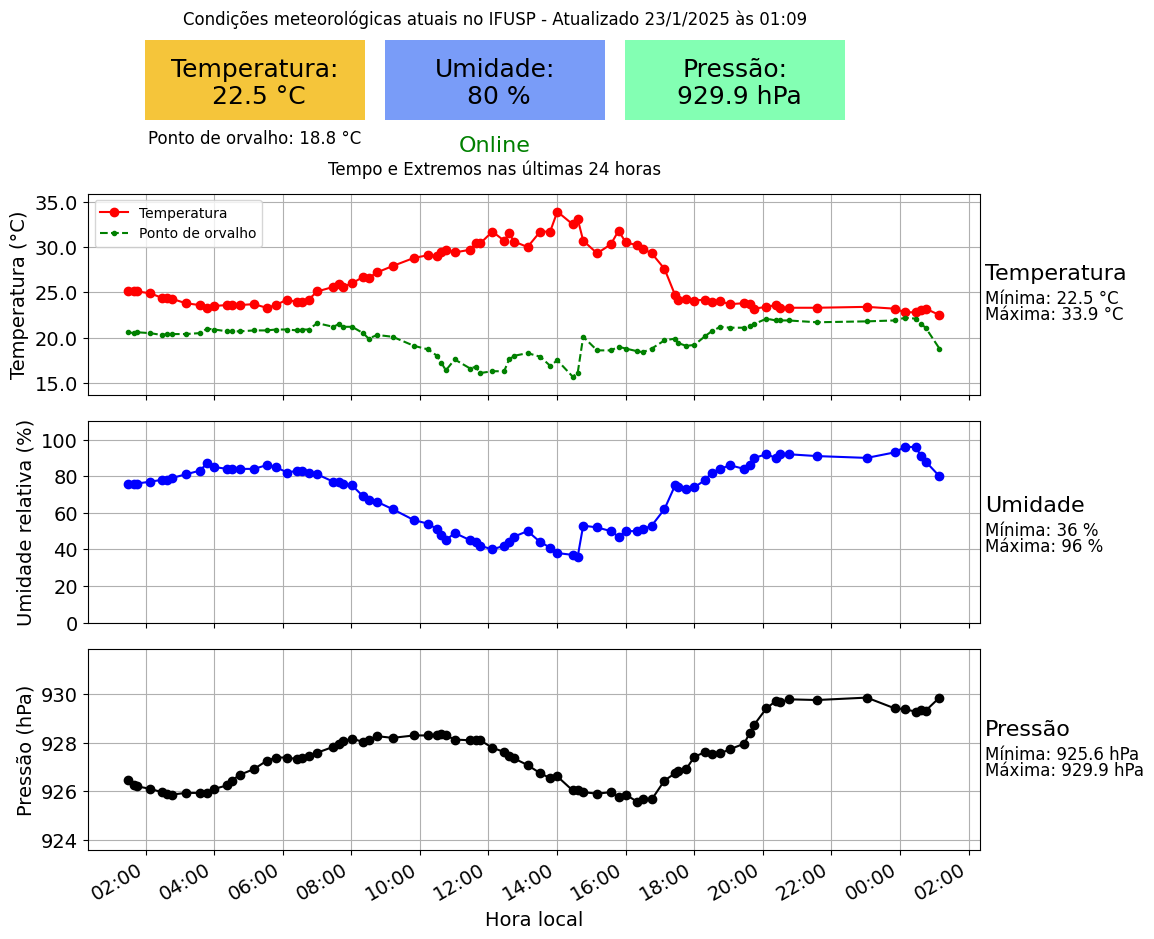 Condições meteorológicas atuais no IFUSP - Atualizado 23/1/2025 às 01:09
Temperatura:
22.5 °C
Umidade:
80 %
Pressão:
929.9 hPa
Ponto de orvalho: 18.8 °C
Online
Tempo e Extremos nas últimas 24 horas
Temperatura (°C)
35.0
30.0
25.0
20.0
15.0
Temperatura
Ponto de orvalho
Temperatura
Mínima: 22.5 °C
Máxima: 33.9 °C
Umidade relativa (%)
100
80
60
40
20
0
Umidade
Mínima: 36 %
Máxima: 96 %
Pressão (hPa)
930
928
926
924
Pressão
Mínima: 925.6 hPa
Máxima: 929.9 hPa
02:00 04:00 06:00 08:00 10:00 12:00 14:00 16:00 18:00 20:00 22:00 00:00 02:00
Hora local